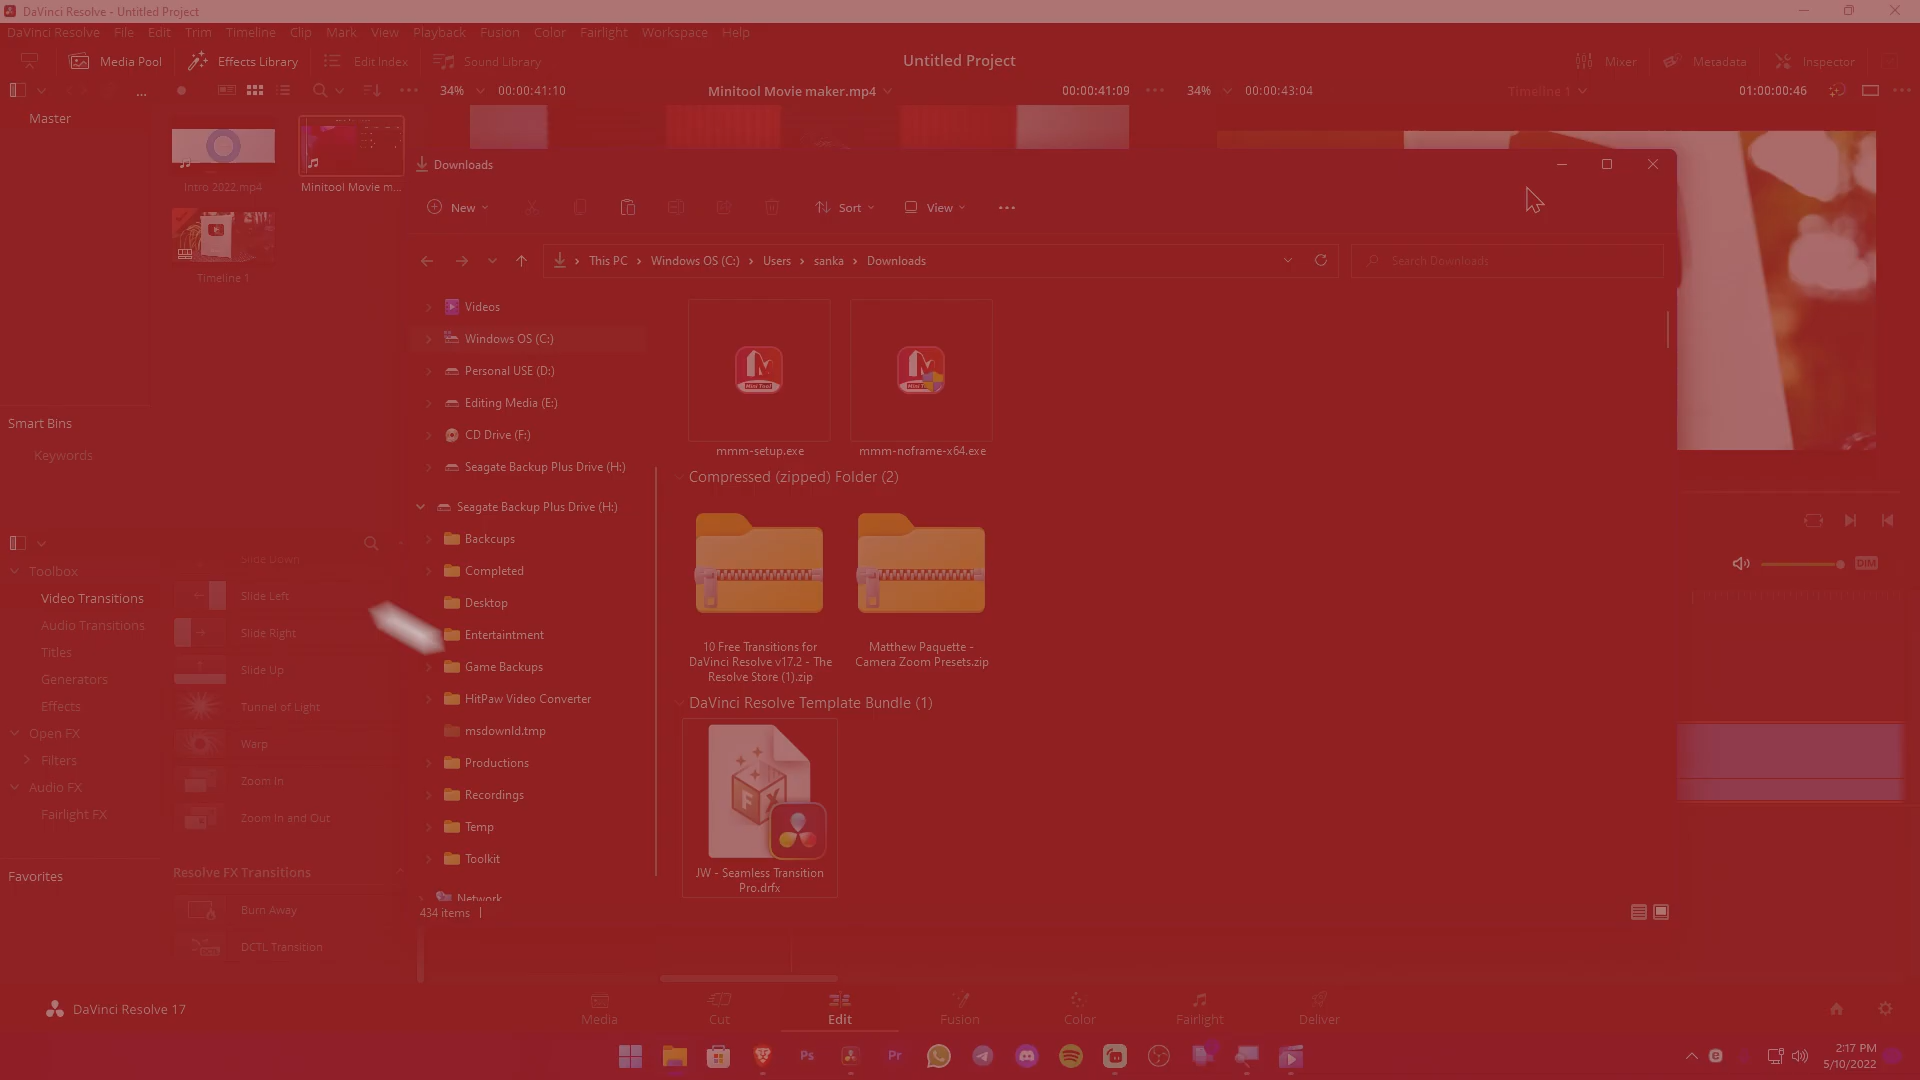 DaVinci Resolve - Untitled Project
DaVinci Resolve File Edit Trim Timeline Clip Mark View Playback Fusion Color Fairlight Workspace Help
Media Pool Effects Library Edit Index Sound Library Untitled Project Mixer Metadata Inspector
... 34% 00:00:41:10 Minitool Movie maker.mp4 00:00:41:09 34% 00:00:43:04 Timeline 1 01:00:00:46
Master
Intro 2022.mp4 Minitool Movie m...
Timeline 1
Smart Bins
Keywords
Downloads
New Sort View
This PC Windows OS (C:) Users sanka Downloads Search Downloads
Videos
Windows OS (C:)
Personal USE (D:)
Editing Media (E:)
CD Drive (F:)
Seagate Backup Plus Drive (H:)
Seagate Backup Plus Drive (H:)
Backcups
Completed
Desktop
Entertaintment
Game Backups
HitPaw Video Converter
msdownld.tmp
Productions
Recordings
Temp
Toolkit
Network
434 items
mmm-setup.exe mmm-noframe-x64.exe
Compressed (zipped) Folder (2)
10 Free Transitions for
DaVinci Resolve v17.2 - The
Resolve Store (1).zip
Matthew Paquette -
Camera Zoom Presets.zip
DaVinci Resolve Template Bundle (1)
FX
JW - Seamless Transition
Pro.drfx
DIM
Toolbox
Video Transitions
Audio Transitions
Titles
Generators
Effects
Open FX
Filters
Audio FX
Fairlight FX
Favorites
Slide Down
Slide Left
Slide Right
Slide Up
Tunnel of Light
Warp
Zoom In
Zoom In and Out
Resolve FX Transitions
Burn Away
DCTL Transition
DaVinci Resolve 17
Media Cut Edit Fusion Color Fairlight Deliver
Ps Pr
2:17 PM
5/10/2022